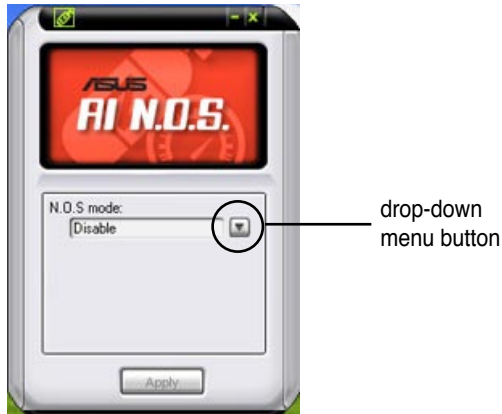 ASUS
AI N.O.S.
N.O.S mode:
Disable
drop-down
menu button
Apply